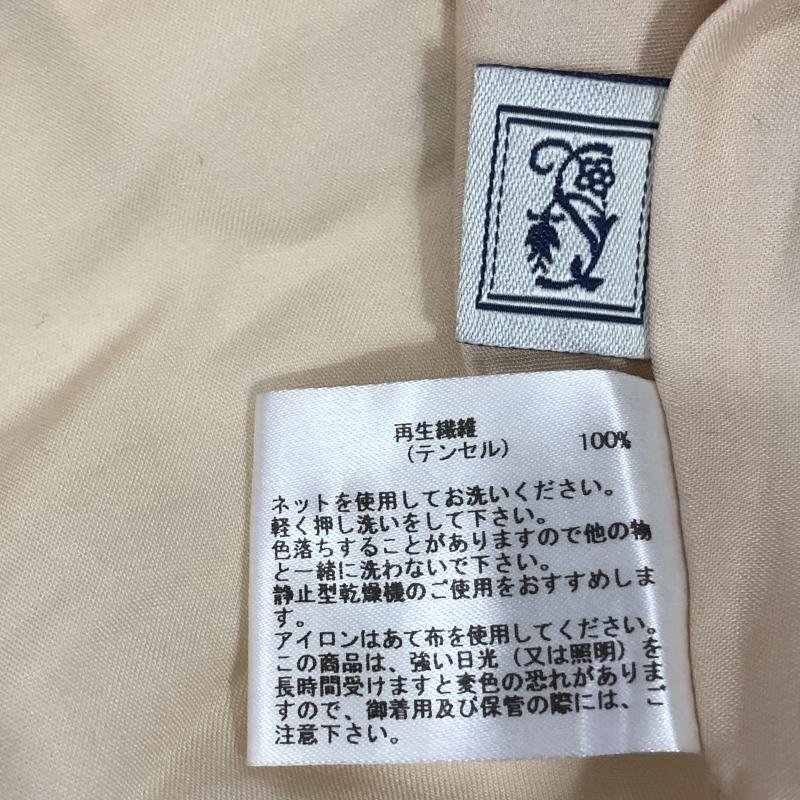 再生繊維
(テンセル) 100%
ネットを使用してお洗いください。
軽く押し洗いをして下さい。
色落ちすることがありますので他の物
と一緒に洗わないで下さい。
静止型乾燥機のご使用をおすすめしま
す。
アイロンはあて布を使用してください。
この商品は、強い日光(又は照明)を
長時間受けますと変色の恐れがありま
すので、御着用及び保管の際には、ご
注意下さい。